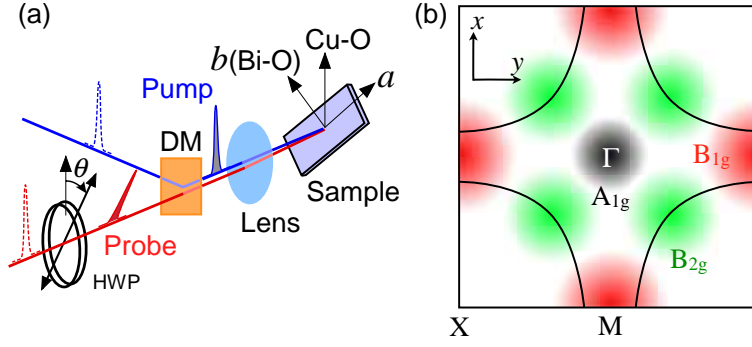 (a)
Cu-O
b(Bi-O)
a
Pump
DM
θ
Sample
Lens
Probe
HWP
(b)
x
y
Γ
B1g
A1g
B2g
X
M